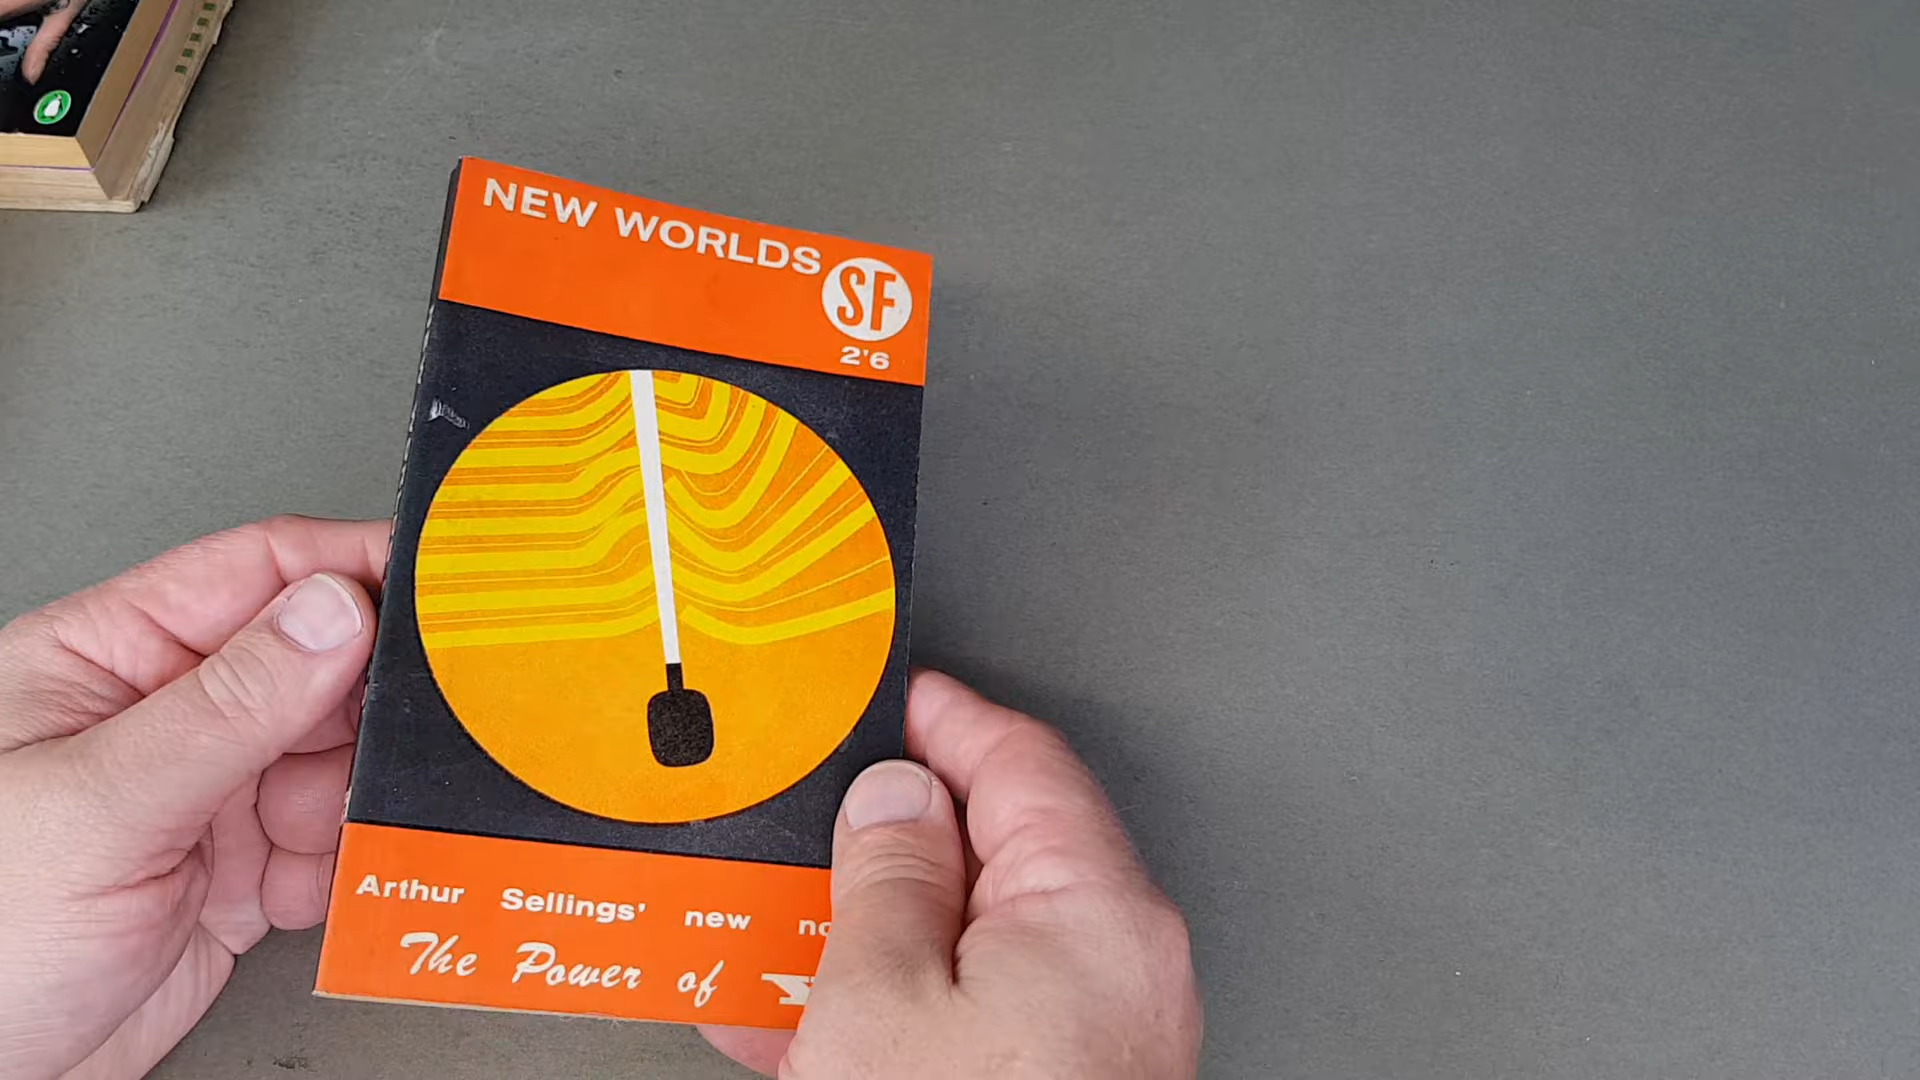 NEW WORLDS
SF
2'6
Arthur Sellings' new
The Power of